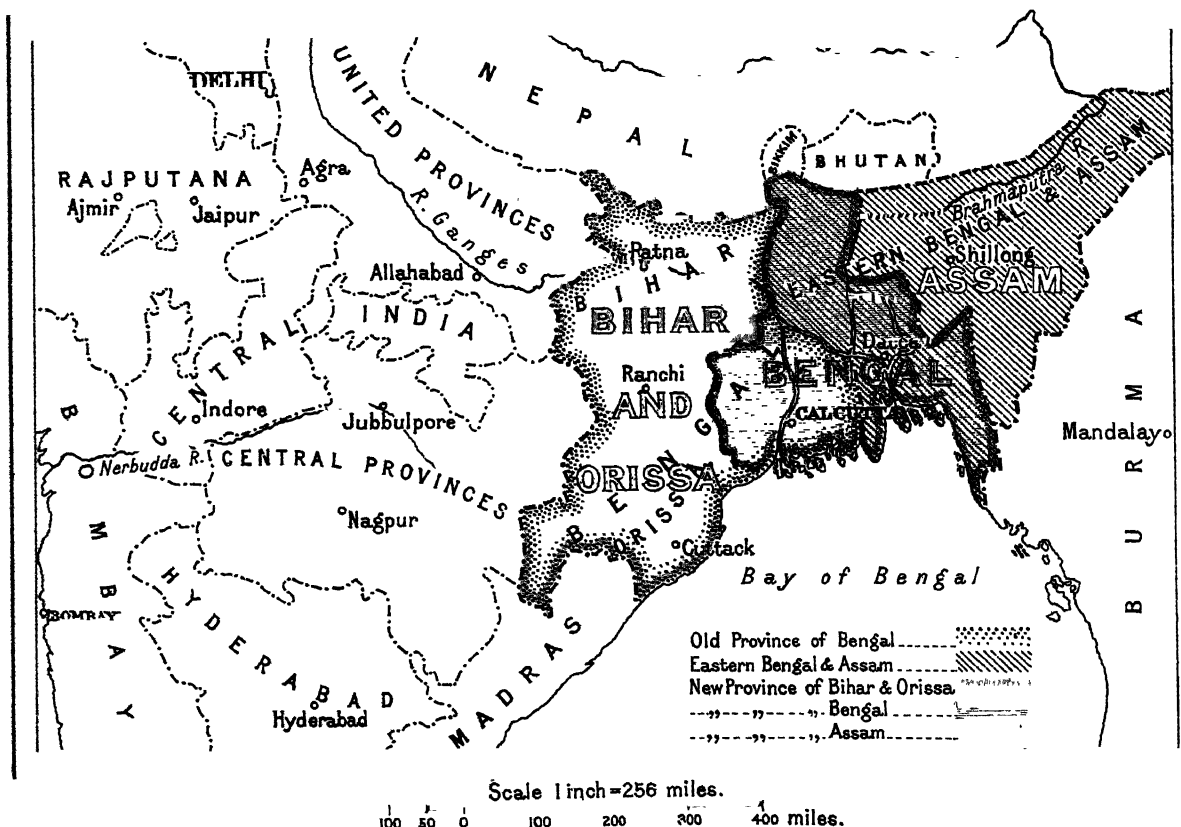 DELHI
UNITED PROVINCES
NEPAL
SIKKIM
BHUTAN
RAJPUTANA
Ajmir
Jaipur
Agra
R. Ganges
Brahmaputra R.
EASTERN BENGAL & ASSAM
Patna
BIHAR
Shillong
ASSAM
Allahabad
CENTRAL INDIA
BIHAR
Dacca
BENGAL
Ranchi
AND
CALCUTTA
Indore
Jubbulpore
Mandalay
Nerbudda R.
CENTRAL PROVINCES
ORISSA
BENGAL
ORISSA
Nagpur
Cuttack
BURMA
Bay of Bengal
BOMBAY
BOMBAY
HYDERABAD
Hyderabad
MADRAS
Old Province of Bengal
Eastern Bengal & Assam
New Province of Bihar & Orissa
" " " Bengal
" " " Assam
Scale 1 inch=256 miles.
100 50 0 100 200 300 400 miles.